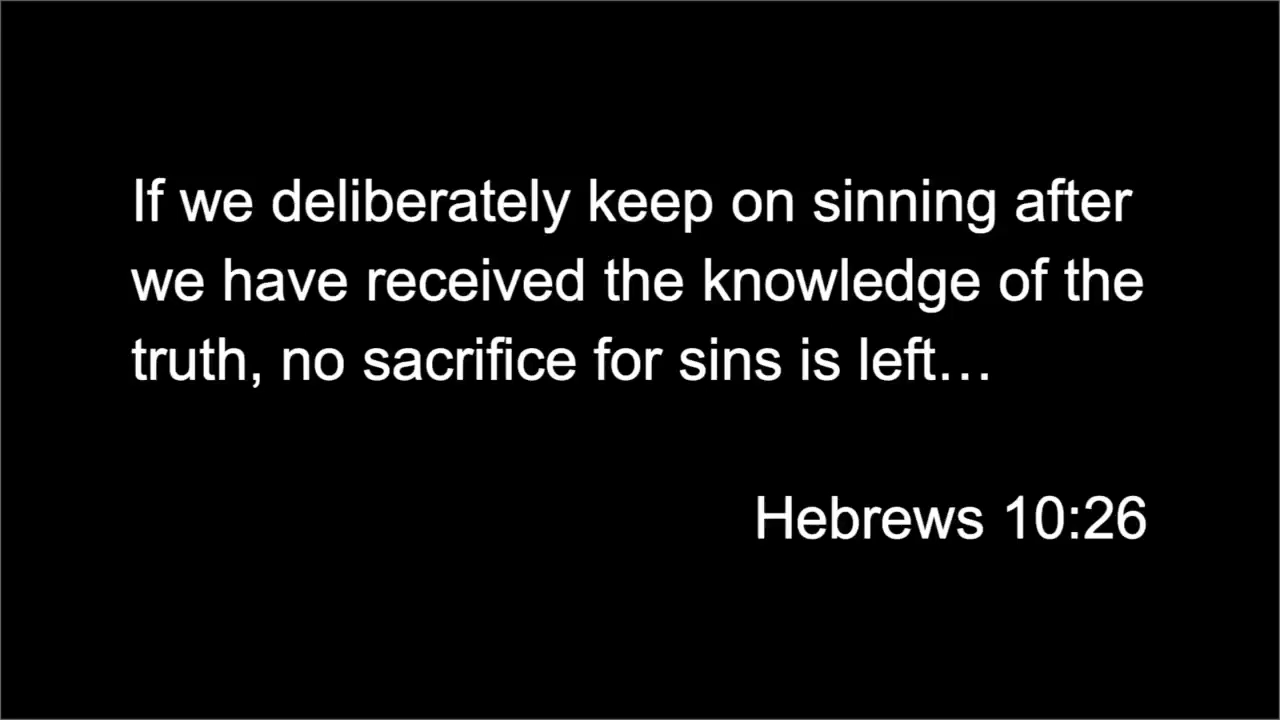 If we deliberately keep on sinning after
we have received the knowledge of the
truth, no sacrifice for sins is left…
Hebrews 10:26